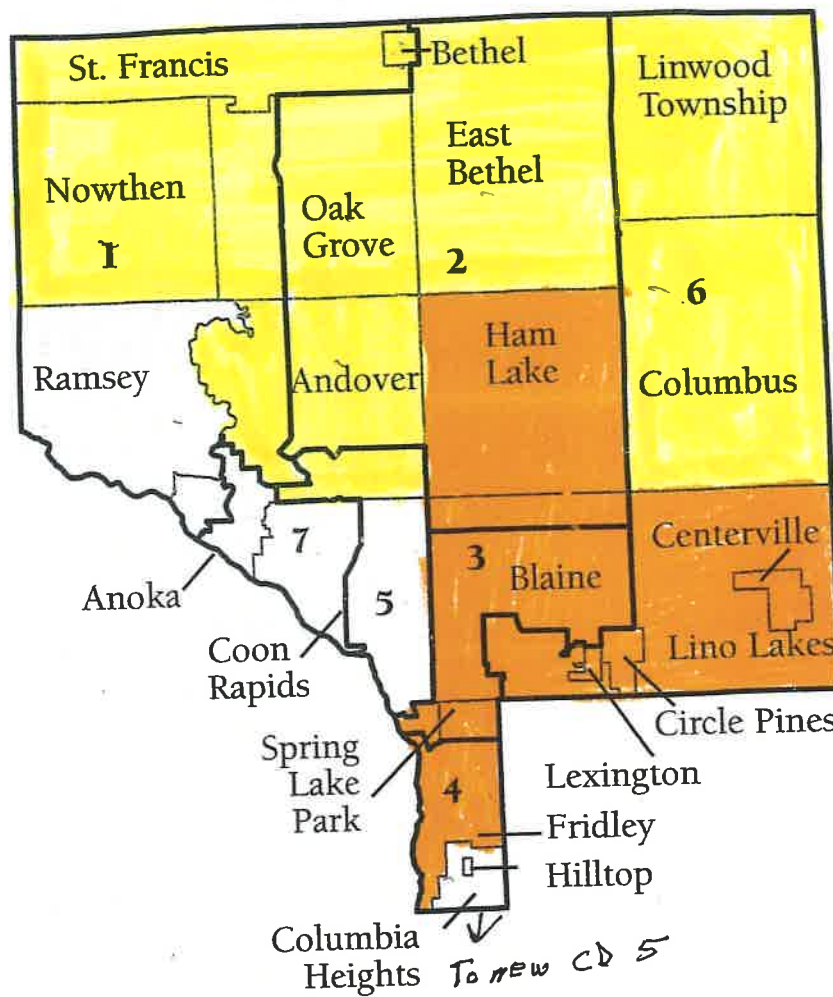 St. Francis
Bethel
Linwood
Township
East
Bethel
Nowthen
Oak
Grove
1
2
6
Ham
Lake
Ramsey
Andover
Columbus
Centerville
7
3
Blaine
Anoka
5
Coon
Rapids
Lino Lakes
Circle Pines
Spring
Lake
Park
Lexington
4
Fridley
Hilltop
Columbia
Heights
To new CD 5